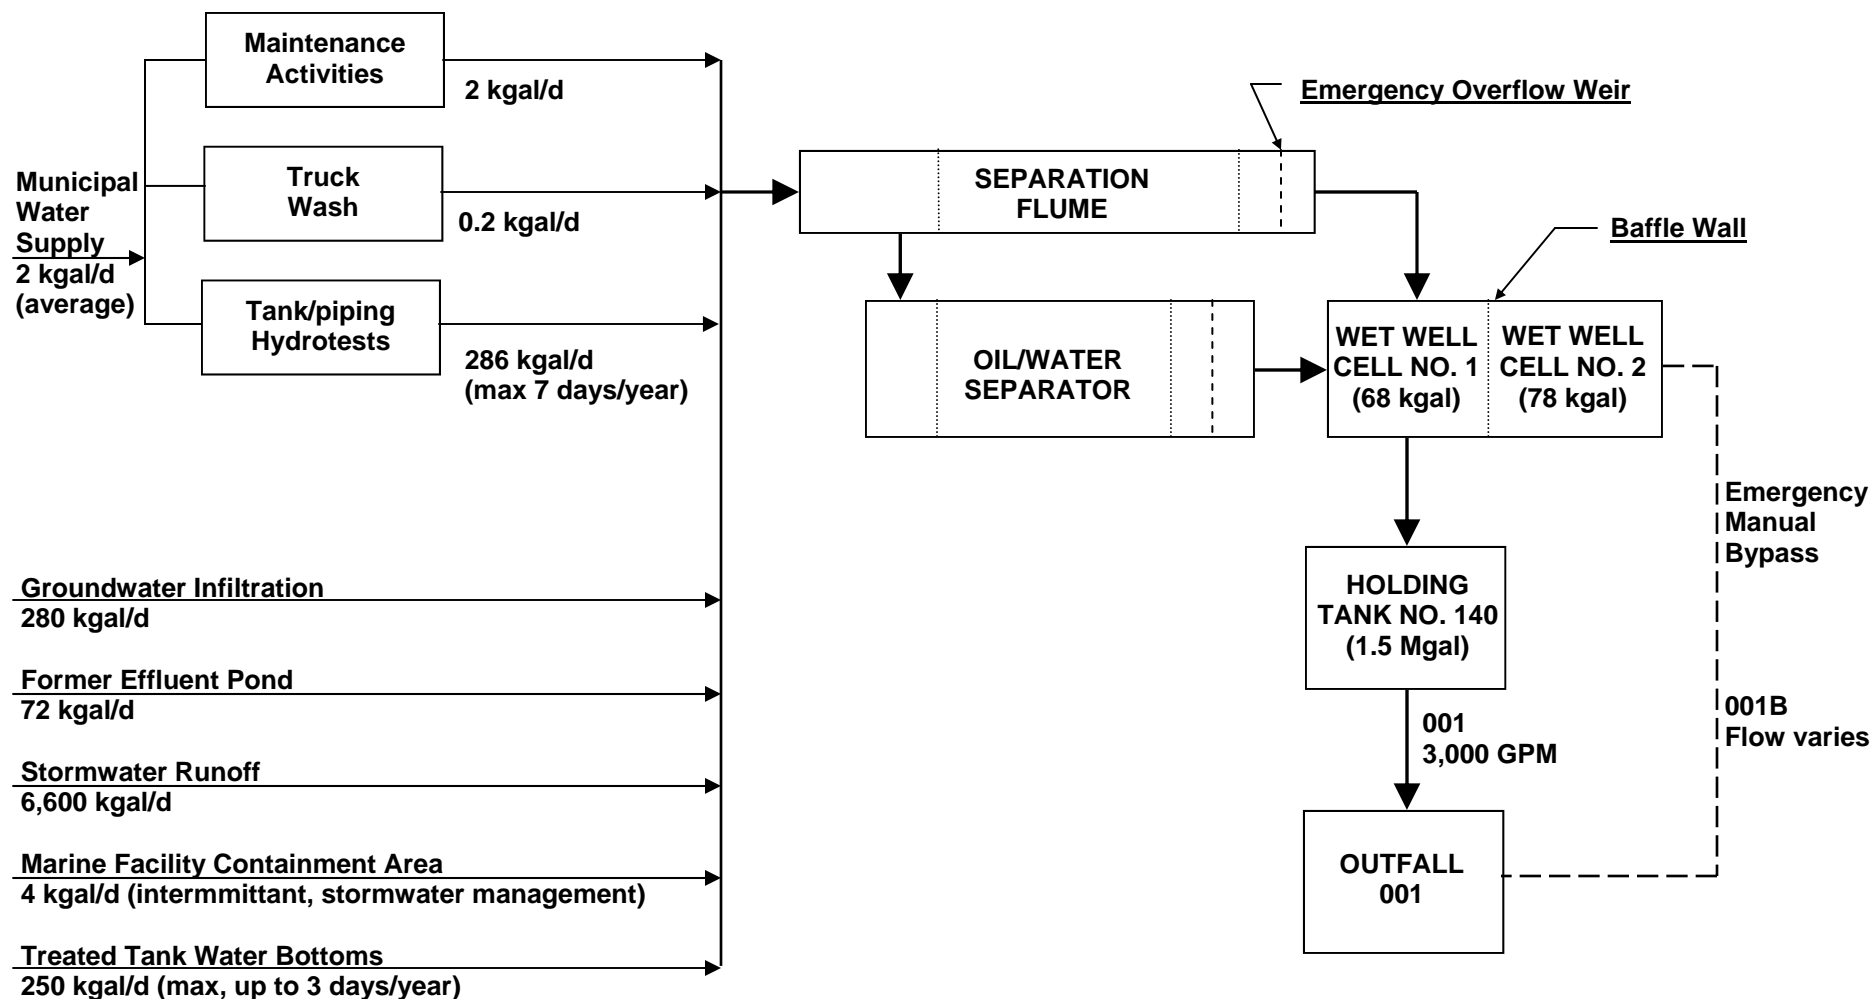 Maintenance
Activities
2 kgal/d
Emergency Overflow Weir
Municipal
Water
Supply
2 kgal/d
(average)
Truck
Wash
0.2 kgal/d
SEPARATION
FLUME
Baffle Wall
Tank/piping
Hydrotests
286 kgal/d
(max 7 days/year)
OIL/WATER
SEPARATOR
WET WELL
CELL NO. 1
(68 kgal)
WET WELL
CELL NO. 2
(78 kgal)
Emergency
Manual
Bypass
Groundwater Infiltration
280 kgal/d
HOLDING
TANK NO. 140
(1.5 Mgal)
Former Effluent Pond
72 kgal/d
001
3,000 GPM
001B
Flow varies
Stormwater Runoff
6,600 kgal/d
Marine Facility Containment Area
4 kgal/d (intermmittant, stormwater management)
OUTFALL
001
Treated Tank Water Bottoms
250 kgal/d (max, up to 3 days/year)